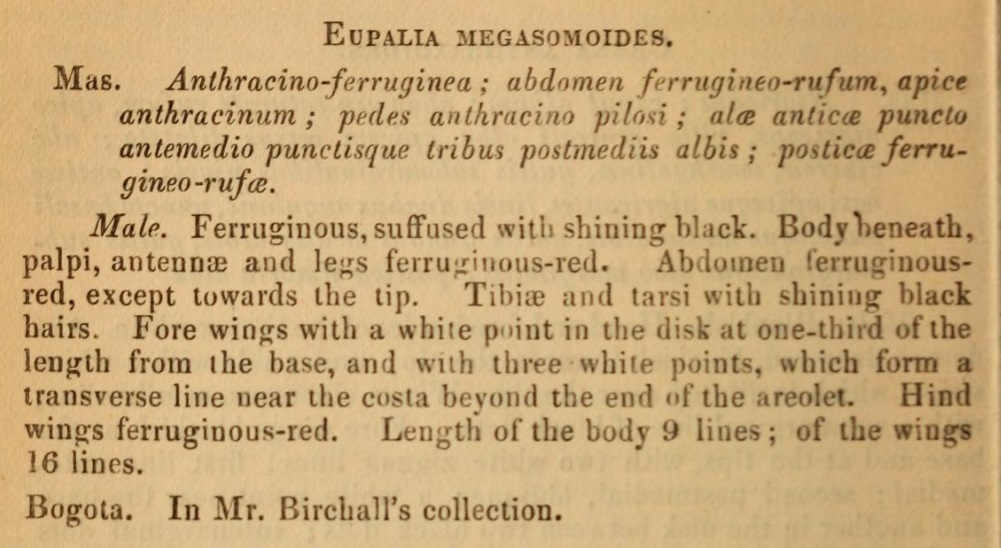 EUPALIA MEGASOMOIDES.
Mas. Anthracino-ferruginea; abdomen ferrugineo-rufum, apice
anthracinum; pedes anthracino pilosi; alæ anticæ puncto
antemedio punctisque tribus postmediis albis; posticæ ferru-
gineo-rufæ.
Male. Ferruginous, suffused with shining black. Body beneath,
palpi, antennæ and legs ferruginous-red. Abdomen ferruginous-
red, except towards the tip. Tibiæ and tarsi with shining black
hairs. Fore wings with a white point in the disk at one-third of the
length from the base, and with three white points, which form a
transverse line near the costa beyond the end of the areolet. Hind
wings ferruginous-red. Length of the body 9 lines; of the wings
16 lines.
Bogota. In Mr. Birchall's collection.